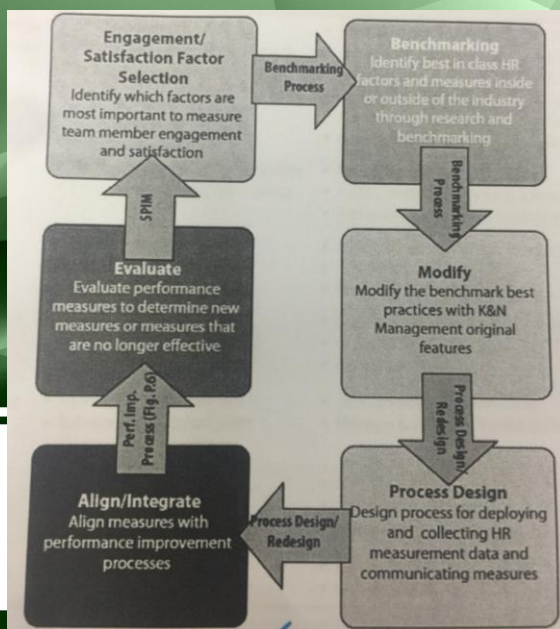 Engagement/
Satisfaction Factor
Selection
Identify which factors are
most important to measure
team member engagement
and satisfaction
Benchmarking
Process
Benchmarking
Identify best in class HR
factors and measures inside
or outside of the industry
through research and
benchmarking
Benchmarking
Process
Modify
Modify the benchmark best
practices with K&N
Management original
features
Process Design/
Redesign
Process Design
Design process for deploying
and collecting HR
measurement data and
communicating measures
Process Design/
Redesign
Align/Integrate
Align measures with
performance improvement
processes
Perf. Imp.
Process (Fig. P.6)
Evaluate
Evaluate performance
measures to determine new
measures or measures that
are no longer effective
SPIM